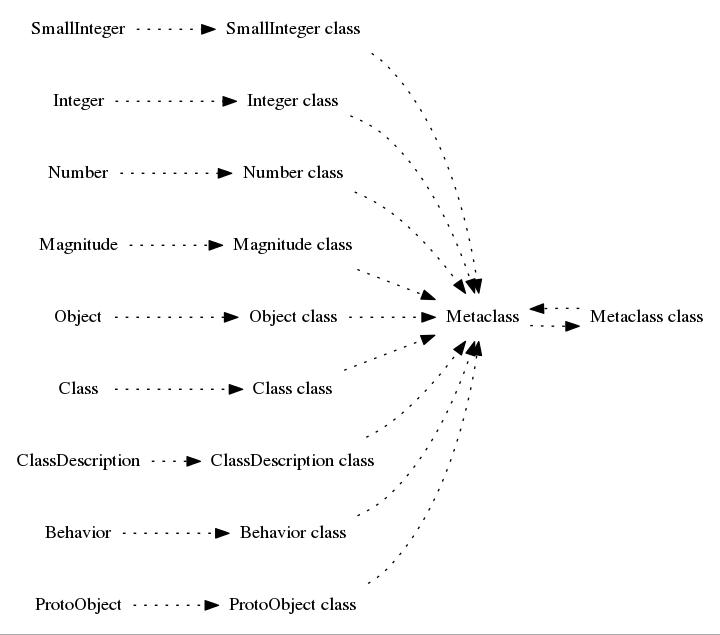 SmallInteger SmallInteger class
Integer Integer class
Number Number class
Magnitude Magnitude class
Object Object class Metaclass Metaclass class
Class Class class
ClassDescription ClassDescription class
Behavior Behavior class
ProtoObject ProtoObject class